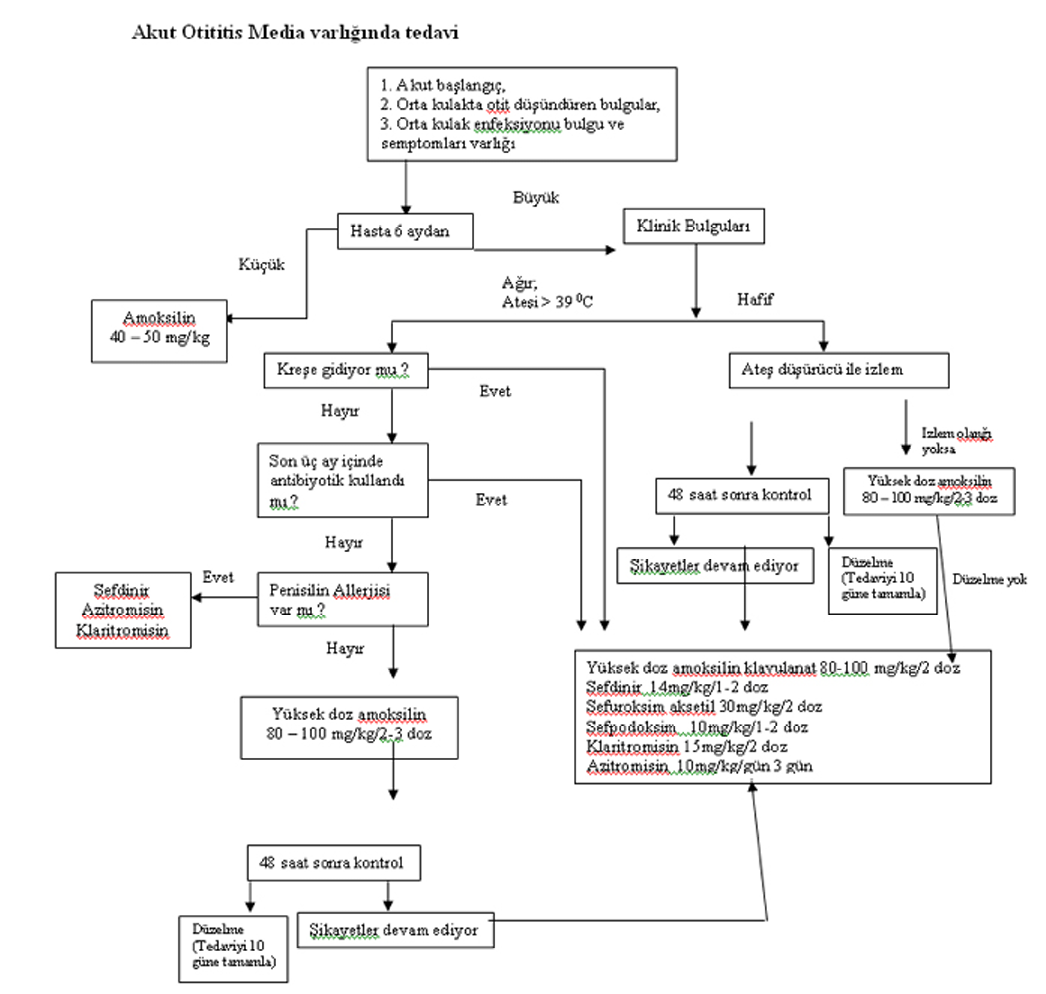 Akut Otititis Media varlığında tedavi
1. Akut başlangıç,
2. Orta kulakta otit düşündüren bulgular,
3. Orta kulak enfeksiyonu bulgu ve
semptomları varlığı
Büyük
Hasta 6 aydan
Klinik Bulguları
Küçük
Ağır;
Atesi > 39 ⁰C
Hafif
Amoksilin
40 – 50 mg/kg
Kreşe gidiyor mu ?
Evet
Ateş düşürücü ile izlem
Hayır
Izlem olanğı
yoksa
Son üç ay içinde
antibiyotik kullandı
mı ?
Evet
48 saat sonra kontrol
Yüksek doz amoksilin
80 – 100 mg/kg/2-3 doz
Hayır
Şikayetler devam ediyor
Düzelme
(Tedaviyi 10
güne tamamla)
Düzelme yok
Sefdinir
Azitromisin
Klaritromisin
Evet
Penisilin Allerjisi
var mı ?
Hayır
Yüksek doz amoksilin klavulanat 80-100 mg/kg/2 doz
Sefdinir 14mg/kg/1-2 doz
Sefuroksim aksetil 30mg/kg/2 doz
Sefpodoksim 10mg/kg/1-2 doz
Klaritromisin 15mg/kg/2 doz
Azitromisin 10mg/kg/gün 3 gün
Yüksek doz amoksilin
80 – 100 mg/kg/2-3 doz
48 saat sonra kontrol
Düzelme
(Tedaviyi 10
güne tamamla)
Şikayetler devam ediyor